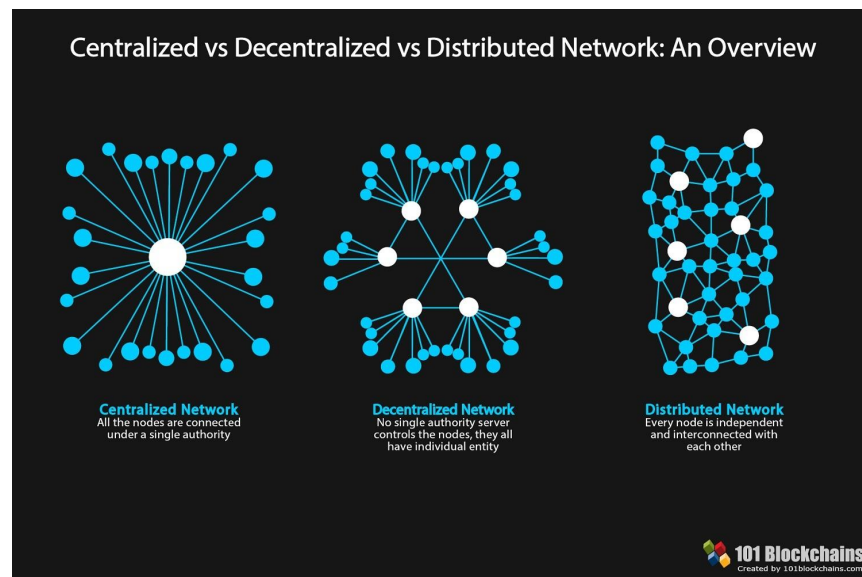 Centralized vs Decentralized vs Distributed Network: An Overview
Centralized Network
All the nodes are connected
under a single authority
Decentralized Network
No single authority server
controls the nodes, they all
have individual entity
Distributed Network
Every node is independent
and interconnected with
each other
101 Blockchains
Created by 101blockchains.com